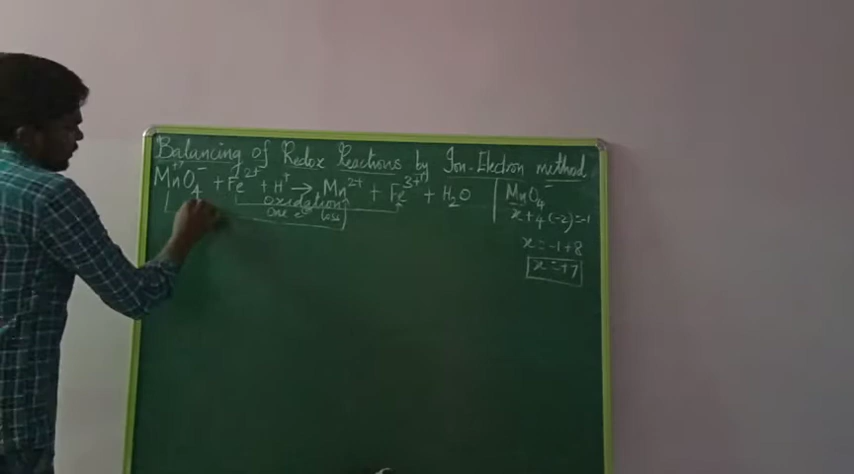 Balancing of Redox Reactions by Ion-Electron method
+7
MnO₄⁻ + Fe²⁺ + H⁺ → Mn²⁺ + Fe³⁺ + H₂O
oxidation
One e⁻ loss
MnO₄⁻
x + 4(-2) = -1
x = -1 + 8
x = +7